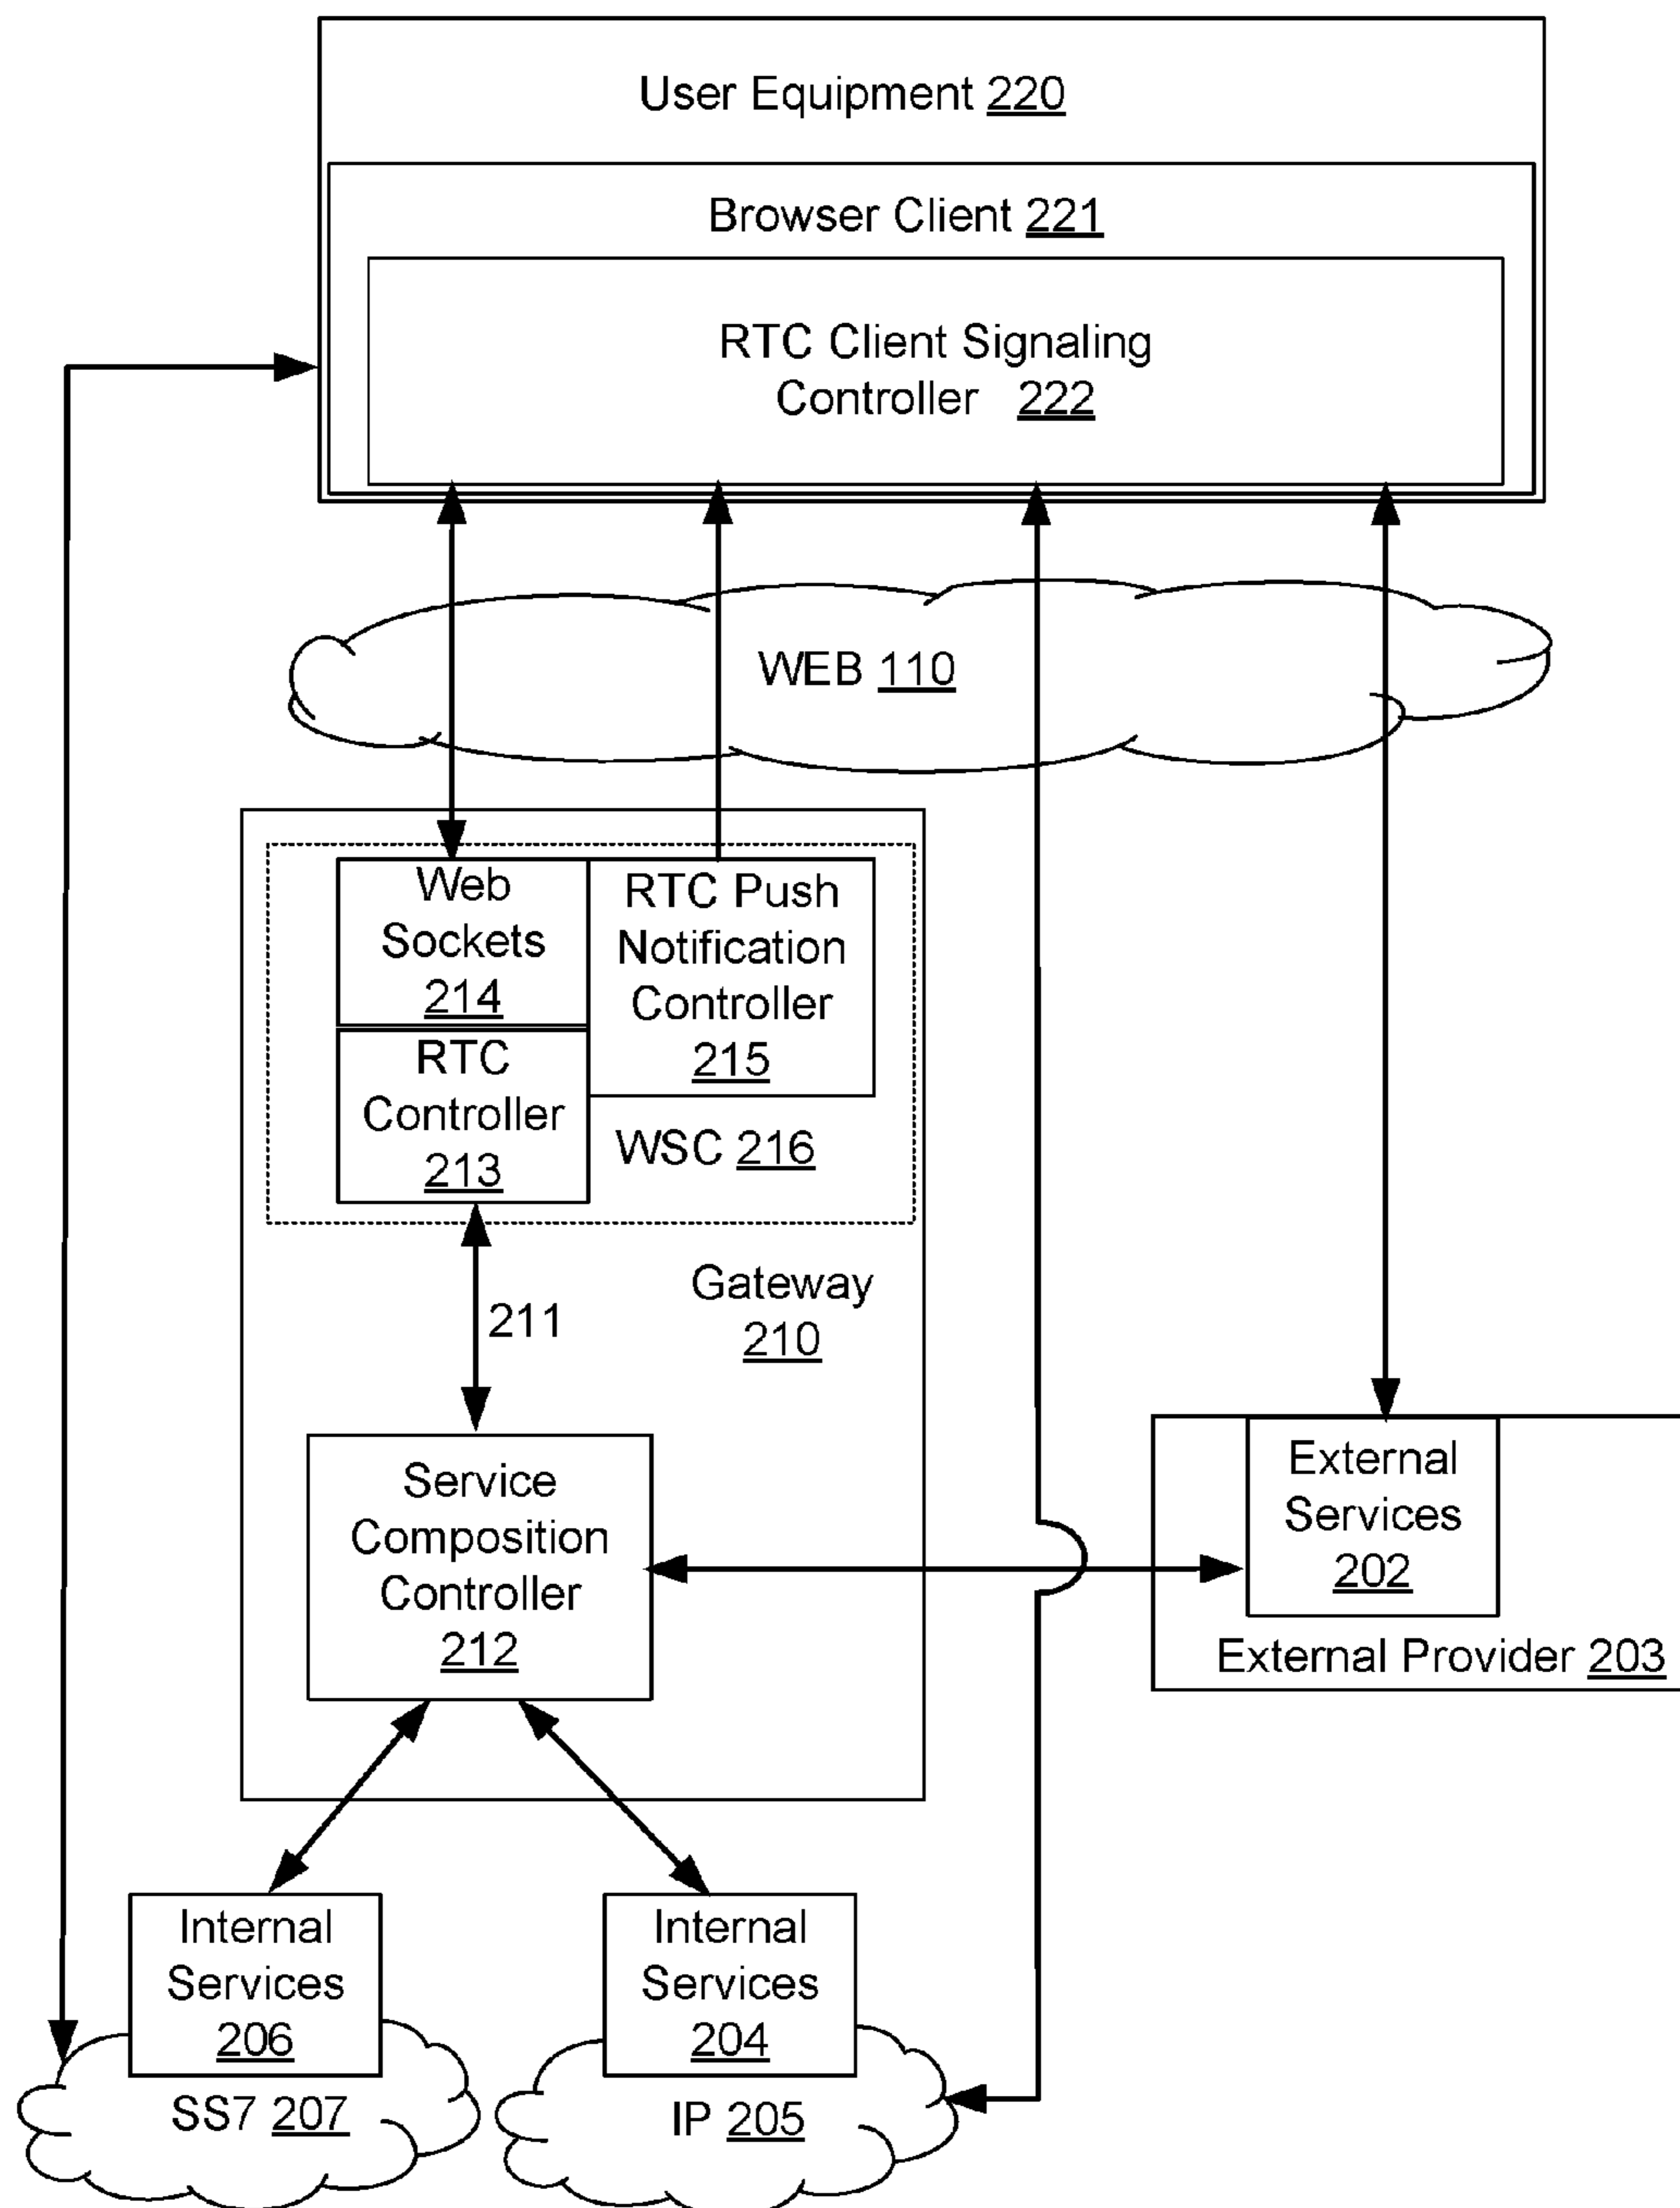 User Equipment 220
Browser Client 221
RTC Client Signaling
Controller 222
WEB 110
Web
Sockets
214
RTC Push
Notification
Controller
215
RTC
Controller
213
WSC 216
Gateway
210
211
Service
Composition
Controller
212
External
Services
202
External Provider 203
Internal
Services
206
SS7 207
Internal
Services
204
IP 205